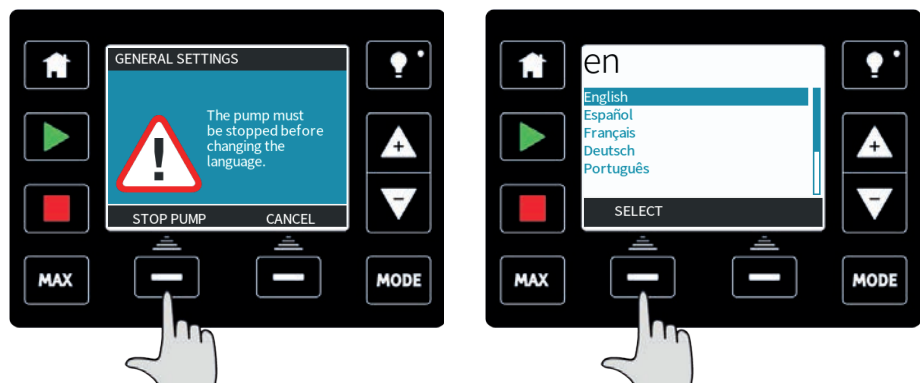 GENERAL SETTINGS
The pump must
be stopped before
changing the
language.
STOP PUMP CANCEL
MAX MODE
en
English
Español
Français
Deutsch
Português
SELECT
MAX MODE